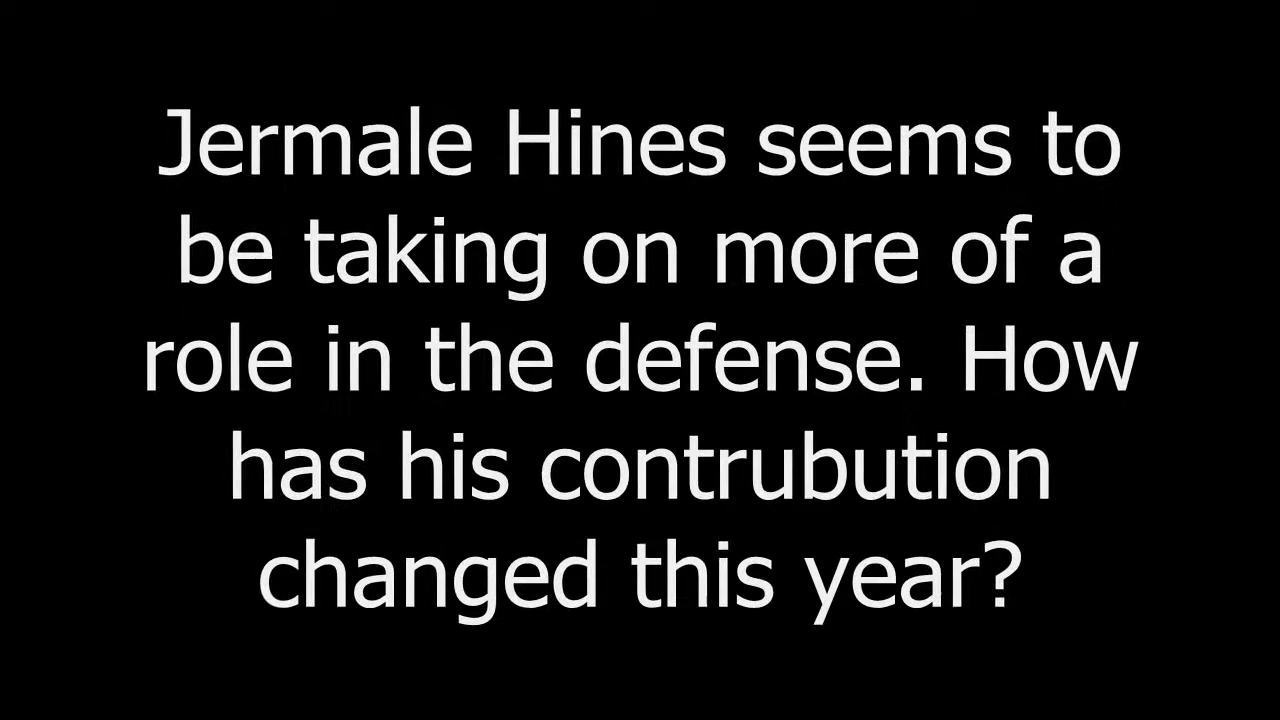 Jermale Hines seems to
be taking on more of a
role in the defense. How
has his contrubution
changed this year?